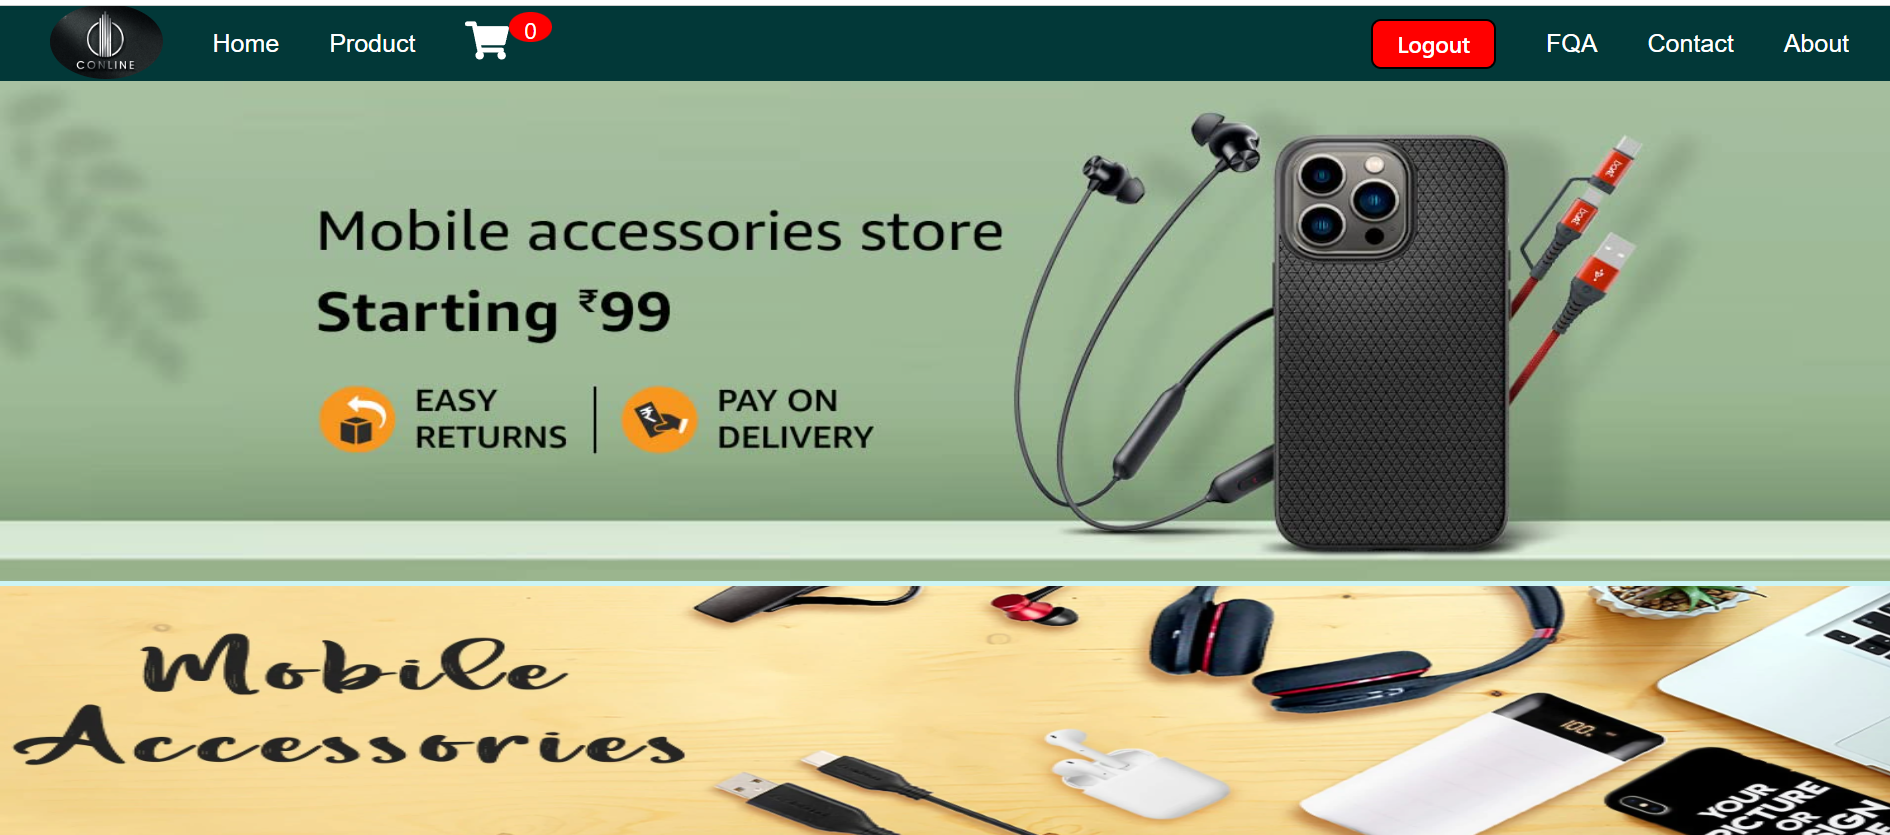 CONLINE
Home
Product
0
Logout
FQA
Contact
About
Mobile accessories store
Starting ₹99
EASY
RETURNS
PAY ON
DELIVERY
boAt
boAt
Mobile
Accessories
100
YOUR
PICTURE
OR